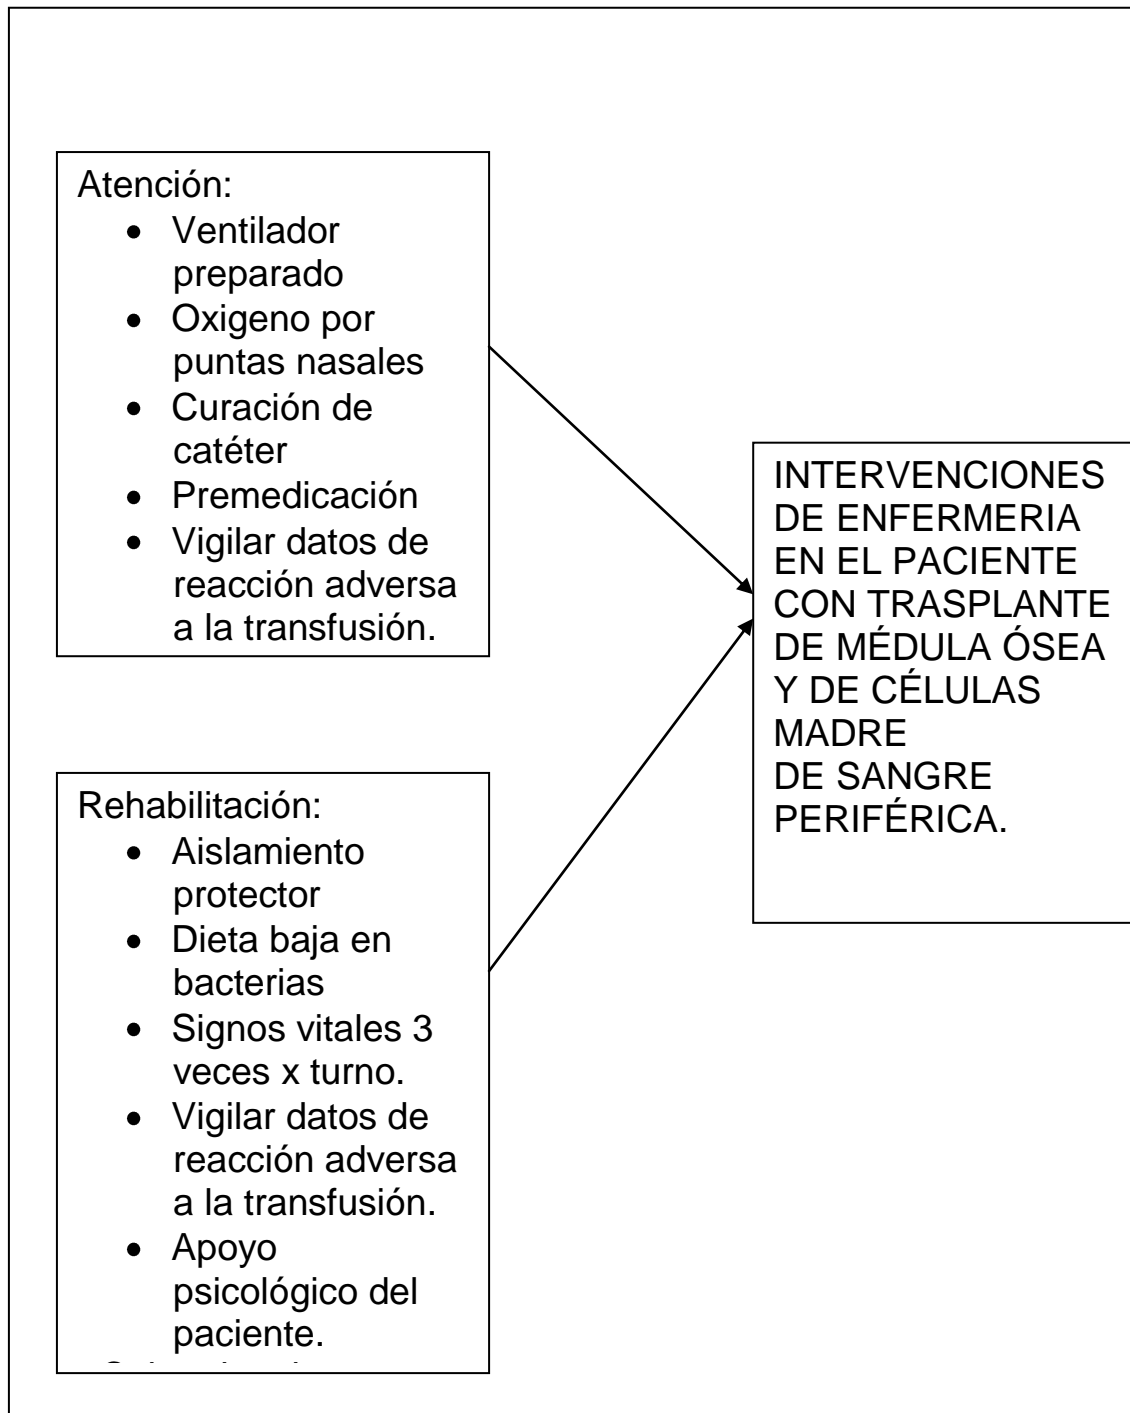 Atención:
• Ventilador
preparado
• Oxigeno por
puntas nasales
• Curación de
catéter
• Premedicación
• Vigilar datos de
reacción adversa
a la transfusión.
INTERVENCIONES
DE ENFERMERIA
EN EL PACIENTE
CON TRASPLANTE
DE MÉDULA ÓSEA
Y DE CÉLULAS
MADRE
DE SANGRE
PERIFÉRICA.
Rehabilitación:
• Aislamiento
protector
• Dieta baja en
bacterias
• Signos vitales 3
veces x turno.
• Vigilar datos de
reacción adversa
a la transfusión.
• Apoyo
psicológico del
paciente.